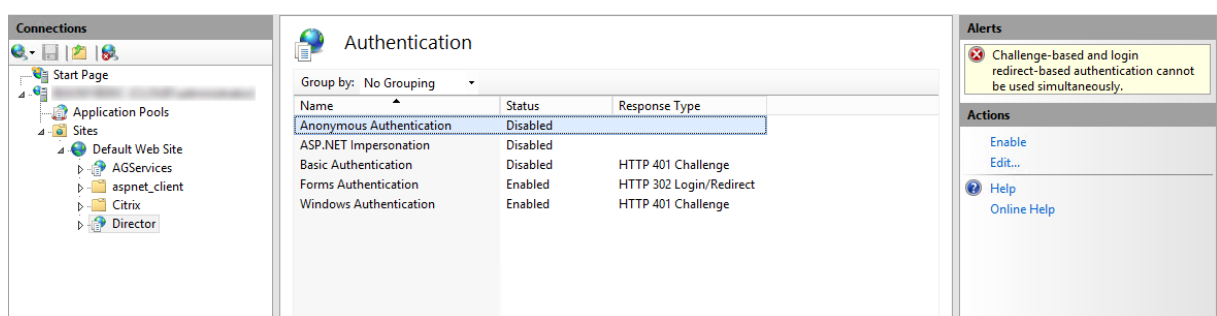 Connections
Start Page
Application Pools
Sites
Default Web Site
AGServices
aspnet_client
Citrix
Director
Authentication
Group by: No Grouping
Name Status Response Type
Anonymous Authentication Disabled
ASP.NET Impersonation Disabled
Basic Authentication Disabled HTTP 401 Challenge
Forms Authentication Enabled HTTP 302 Login/Redirect
Windows Authentication Enabled HTTP 401 Challenge
Alerts
Challenge-based and login
redirect-based authentication cannot
be used simultaneously.
Actions
Enable
Edit...
Help
Online Help